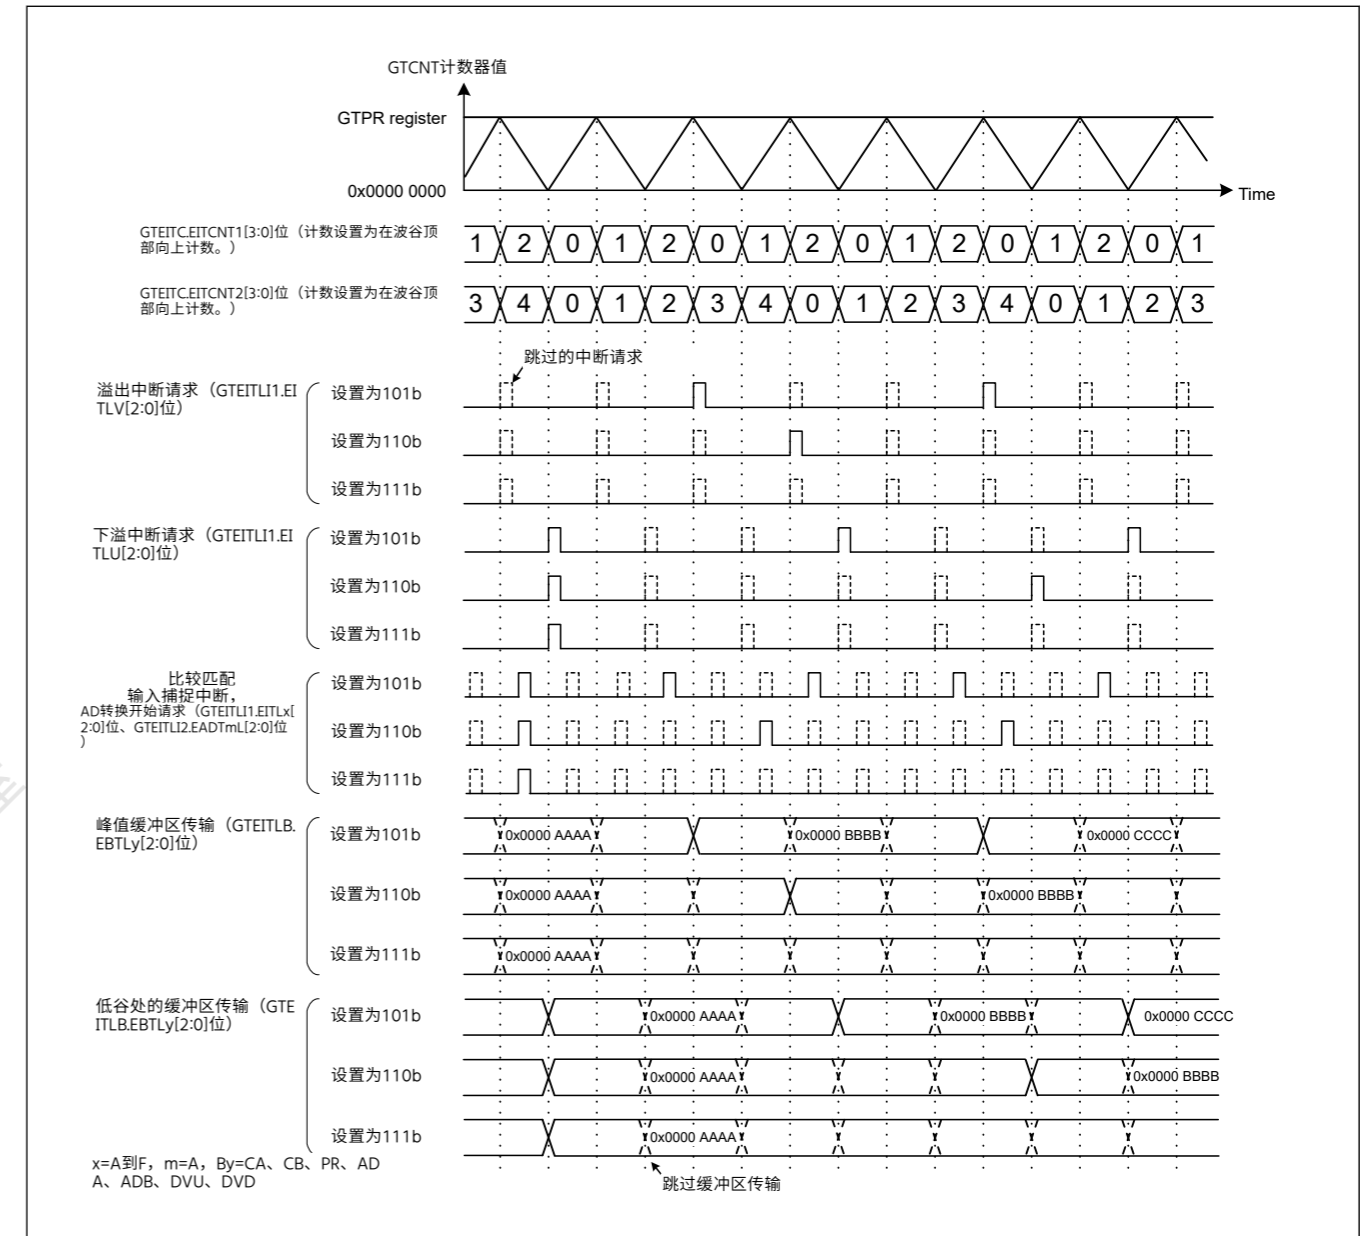 GTCNT计数器值
GTPR register
0x0000 0000
Time
GTEITC.EITCNT1[3:0]位（计数设置为在波谷顶
部向上计数。）
1 2 0 1 2 0 1 2 0 1 2 0 1 2 0 1
GTEITC.EITCNT2[3:0]位（计数设置为在波谷顶
部向上计数。）
3 4 0 1 2 3 4 0 1 2 3 4 0 1 2 3
跳过的中断请求
溢出中断请求（GTEITLI1.EI
TLV[2:0]位）
设置为101b
设置为110b
设置为111b
下溢中断请求（GTEITLI1.EI
TLU[2:0]位）
设置为101b
设置为110b
设置为111b
比较匹配
输入捕捉中断，
AD转换开始请求（GTEITLI1.EITLx[
2:0]位、GTEITLI2.EADTmL[2:0]位
）
设置为101b
设置为110b
设置为111b
峰值缓冲区传输（GTEITLB.
EBTLy[2:0]位）
设置为101b
0x0000 AAAA 0x0000 BBBB 0x0000 CCCC
设置为110b
0x0000 AAAA 0x0000 BBBB
设置为111b
0x0000 AAAA
低谷处的缓冲区传输（GTE
ITLB.EBTLy[2:0]位）
设置为101b
0x0000 AAAA 0x0000 BBBB 0x0000 CCCC
设置为110b
0x0000 AAAA 0x0000 BBBB
设置为111b
0x0000 AAAA
x=A到F，m=A，By=CA、CB、PR、AD
A、ADB、DVU、DVD
跳过缓冲区传输